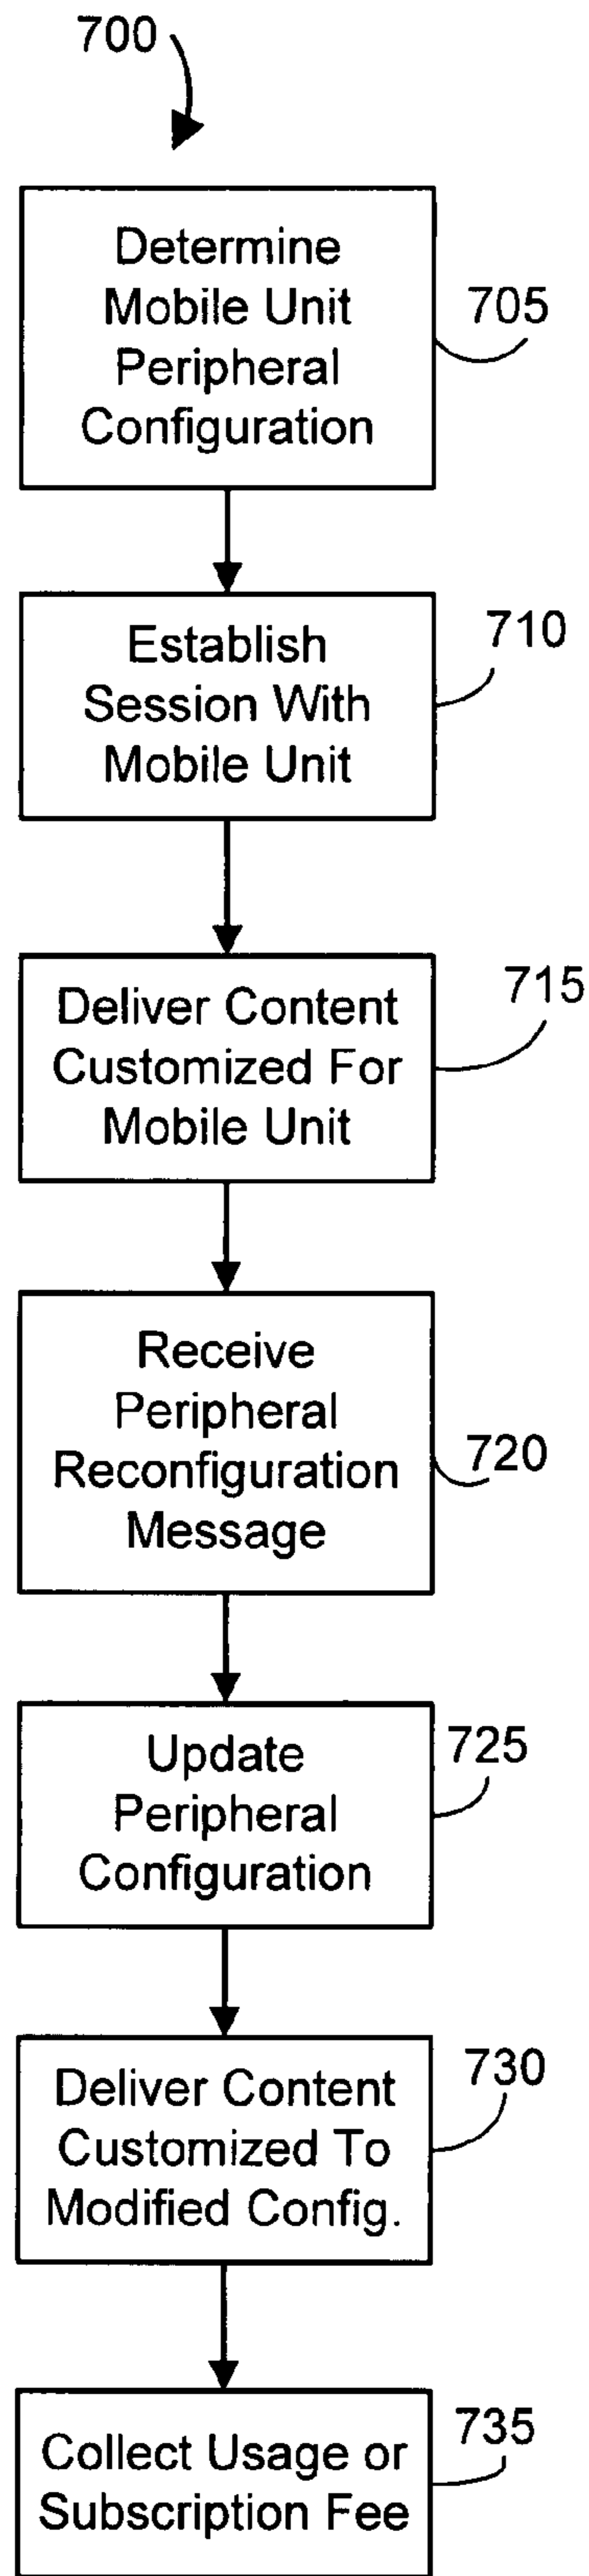 700
Determine
Mobile Unit
Peripheral
Configuration
705
Establish
Session With
Mobile Unit
710
Deliver Content
Customized For
Mobile Unit
715
Receive
Peripheral
Reconfiguration
Message
720
Update
Peripheral
Configuration
725
Deliver Content
Customized To
Modified Config.
730
Collect Usage or
Subscription Fee
735